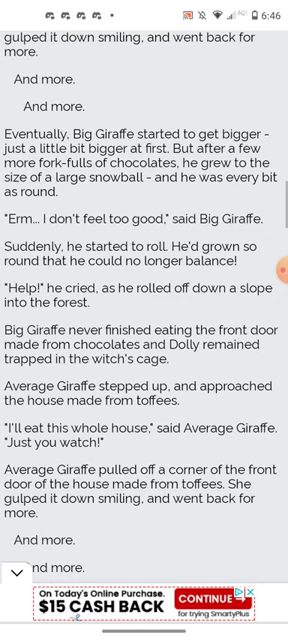 6:46
gulped it down smiling, and went back for
more.
And more.
And more.
Eventually, Big Giraffe started to get bigger -
just a little bit bigger at first. But after a few
more fork-fulls of chocolates, he grew to the
size of a large snowball - and he was every bit
as round.
"Erm... I don't feel too good," said Big Giraffe.
Suddenly, he started to roll. He'd grown so
round that he could no longer balance!
"Help!" he cried, as he rolled off down a slope
into the forest.
Big Giraffe never finished eating the front door
made from chocolates and Dolly remained
trapped in the witch's cage.
Average Giraffe stepped up, and approached
the house made from toffees.
"I'll eat this whole house," said Average Giraffe.
"Just you watch!"
Average Giraffe pulled off a corner of the front
door of the house made from toffees. She
gulped it down smiling, and went back for
more.
And more.
nd more.
On Today's Online Purchase.
$15 CASH BACK
CONTINUE
for trying SmartyPlus